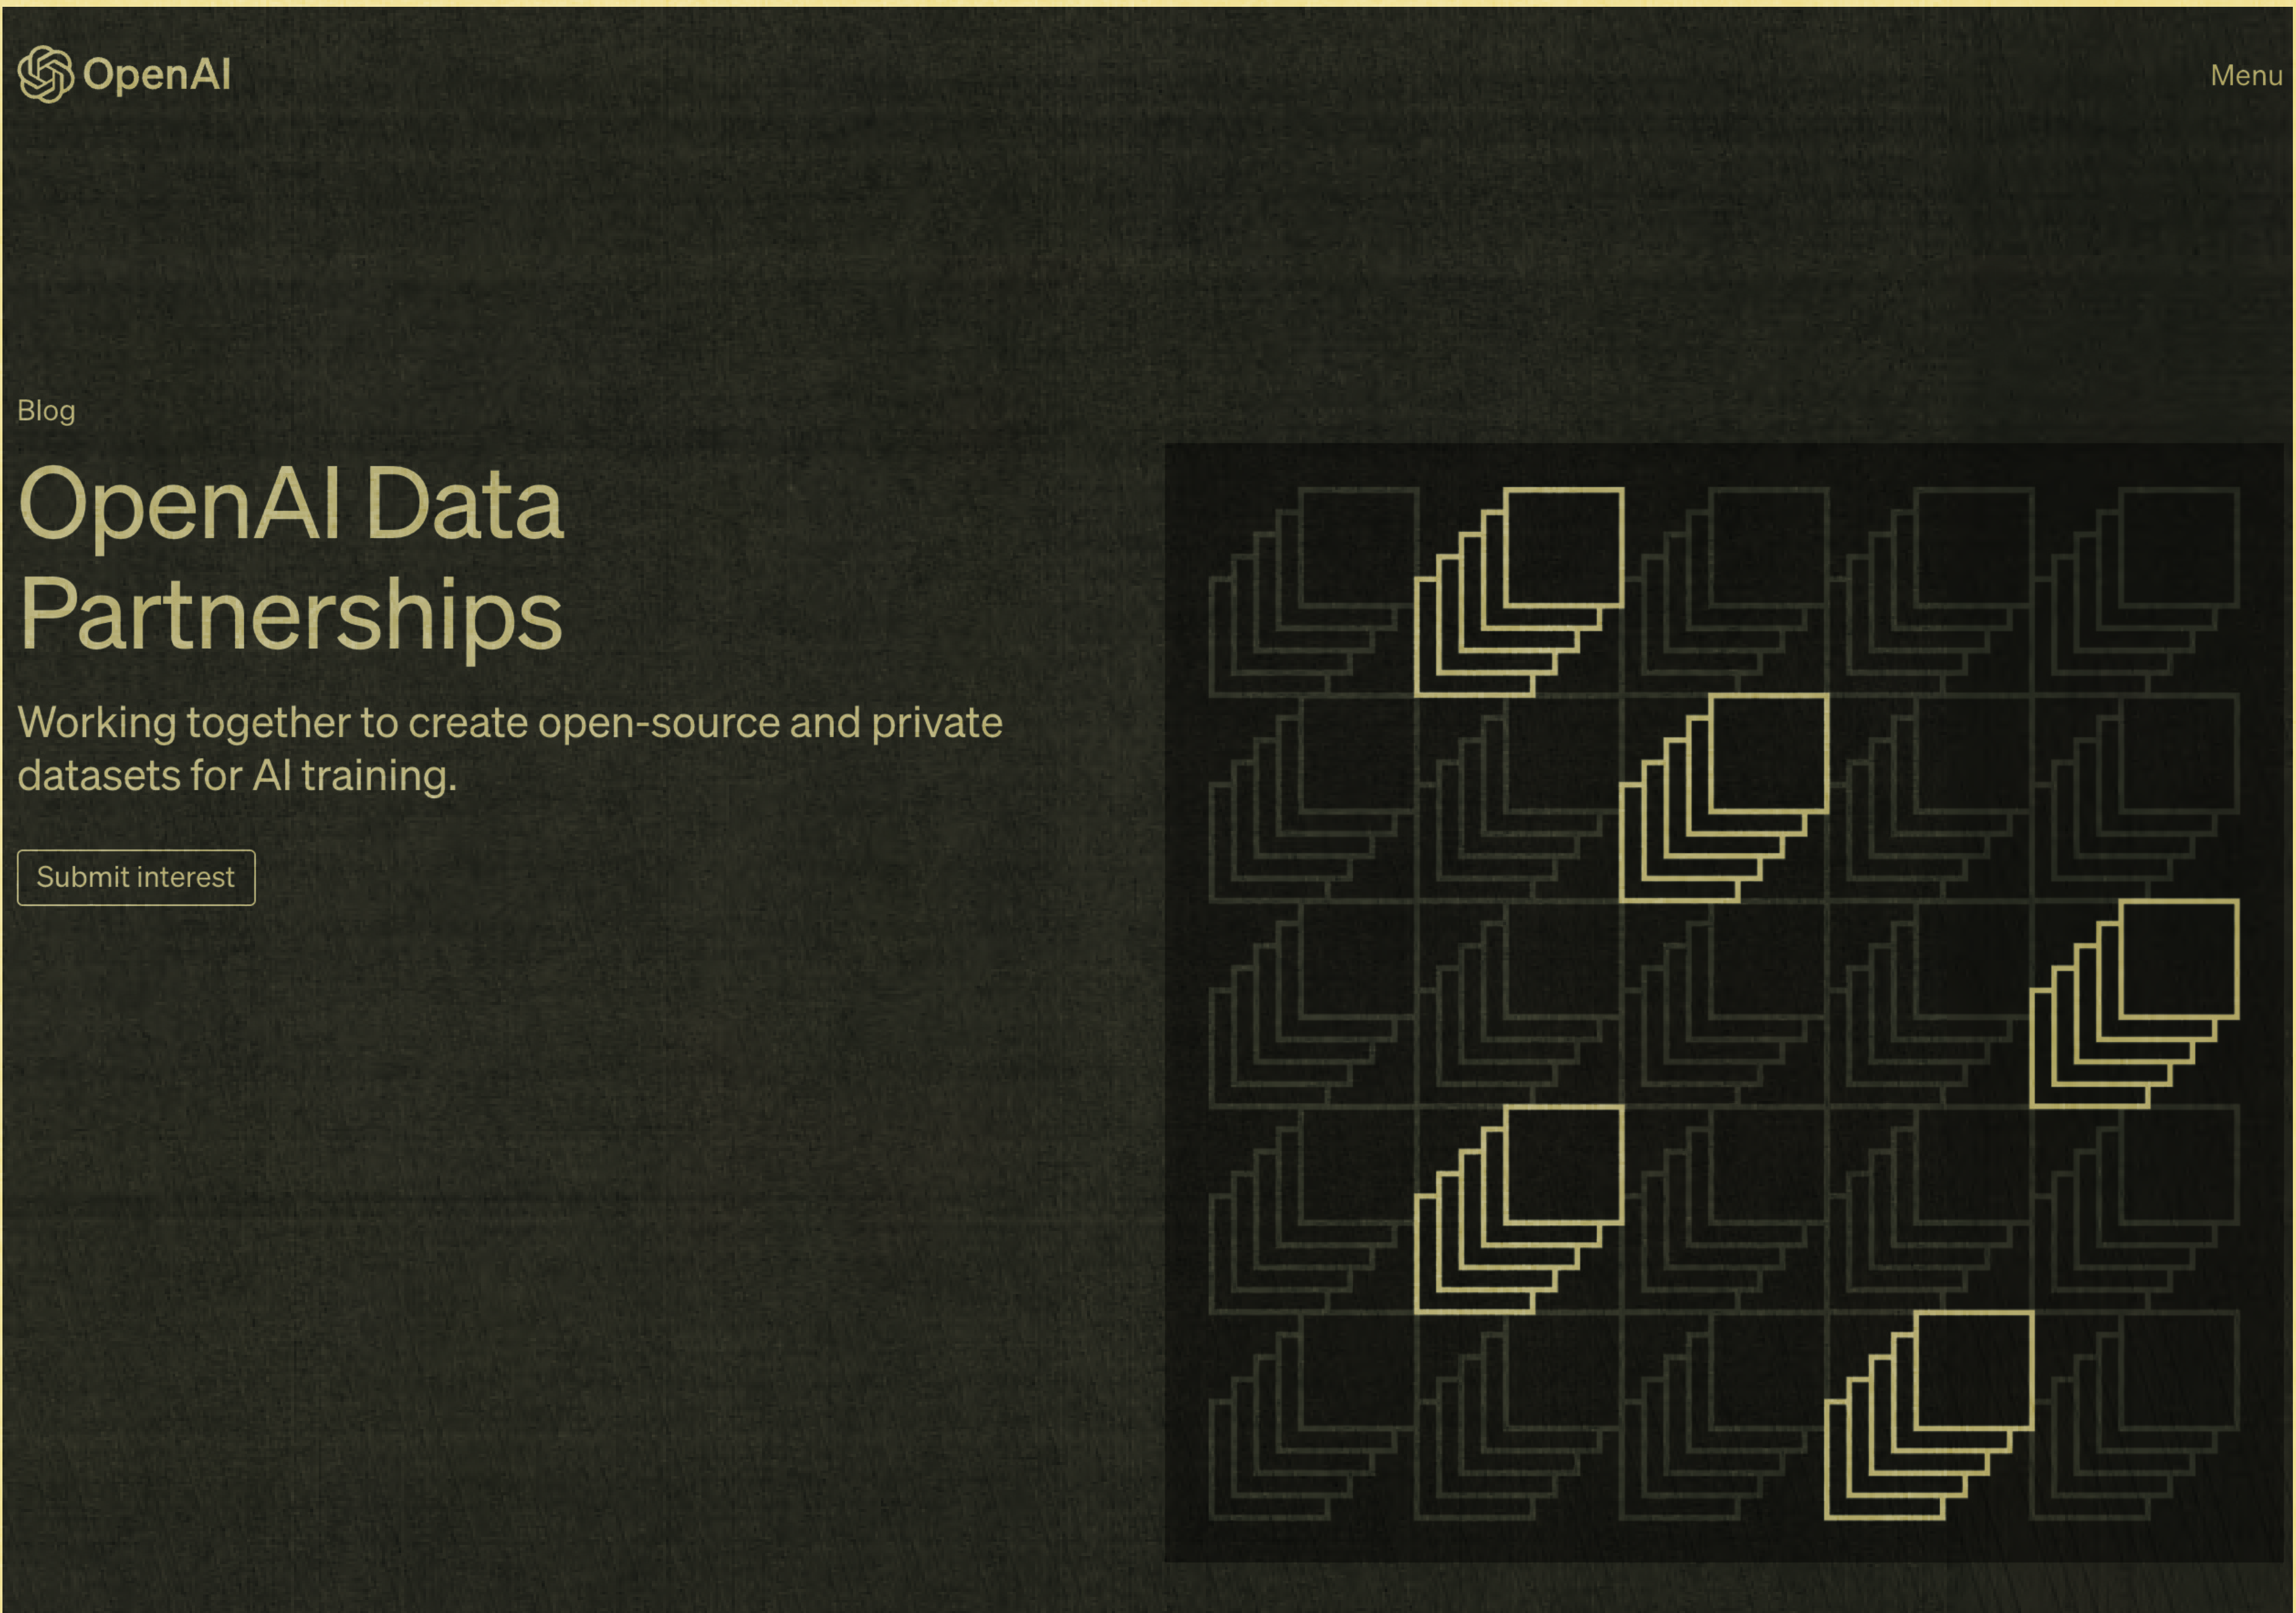 OpenAI
Menu
Blog
OpenAI Data
Partnerships
Working together to create open-source and private
datasets for AI training.
Submit interest